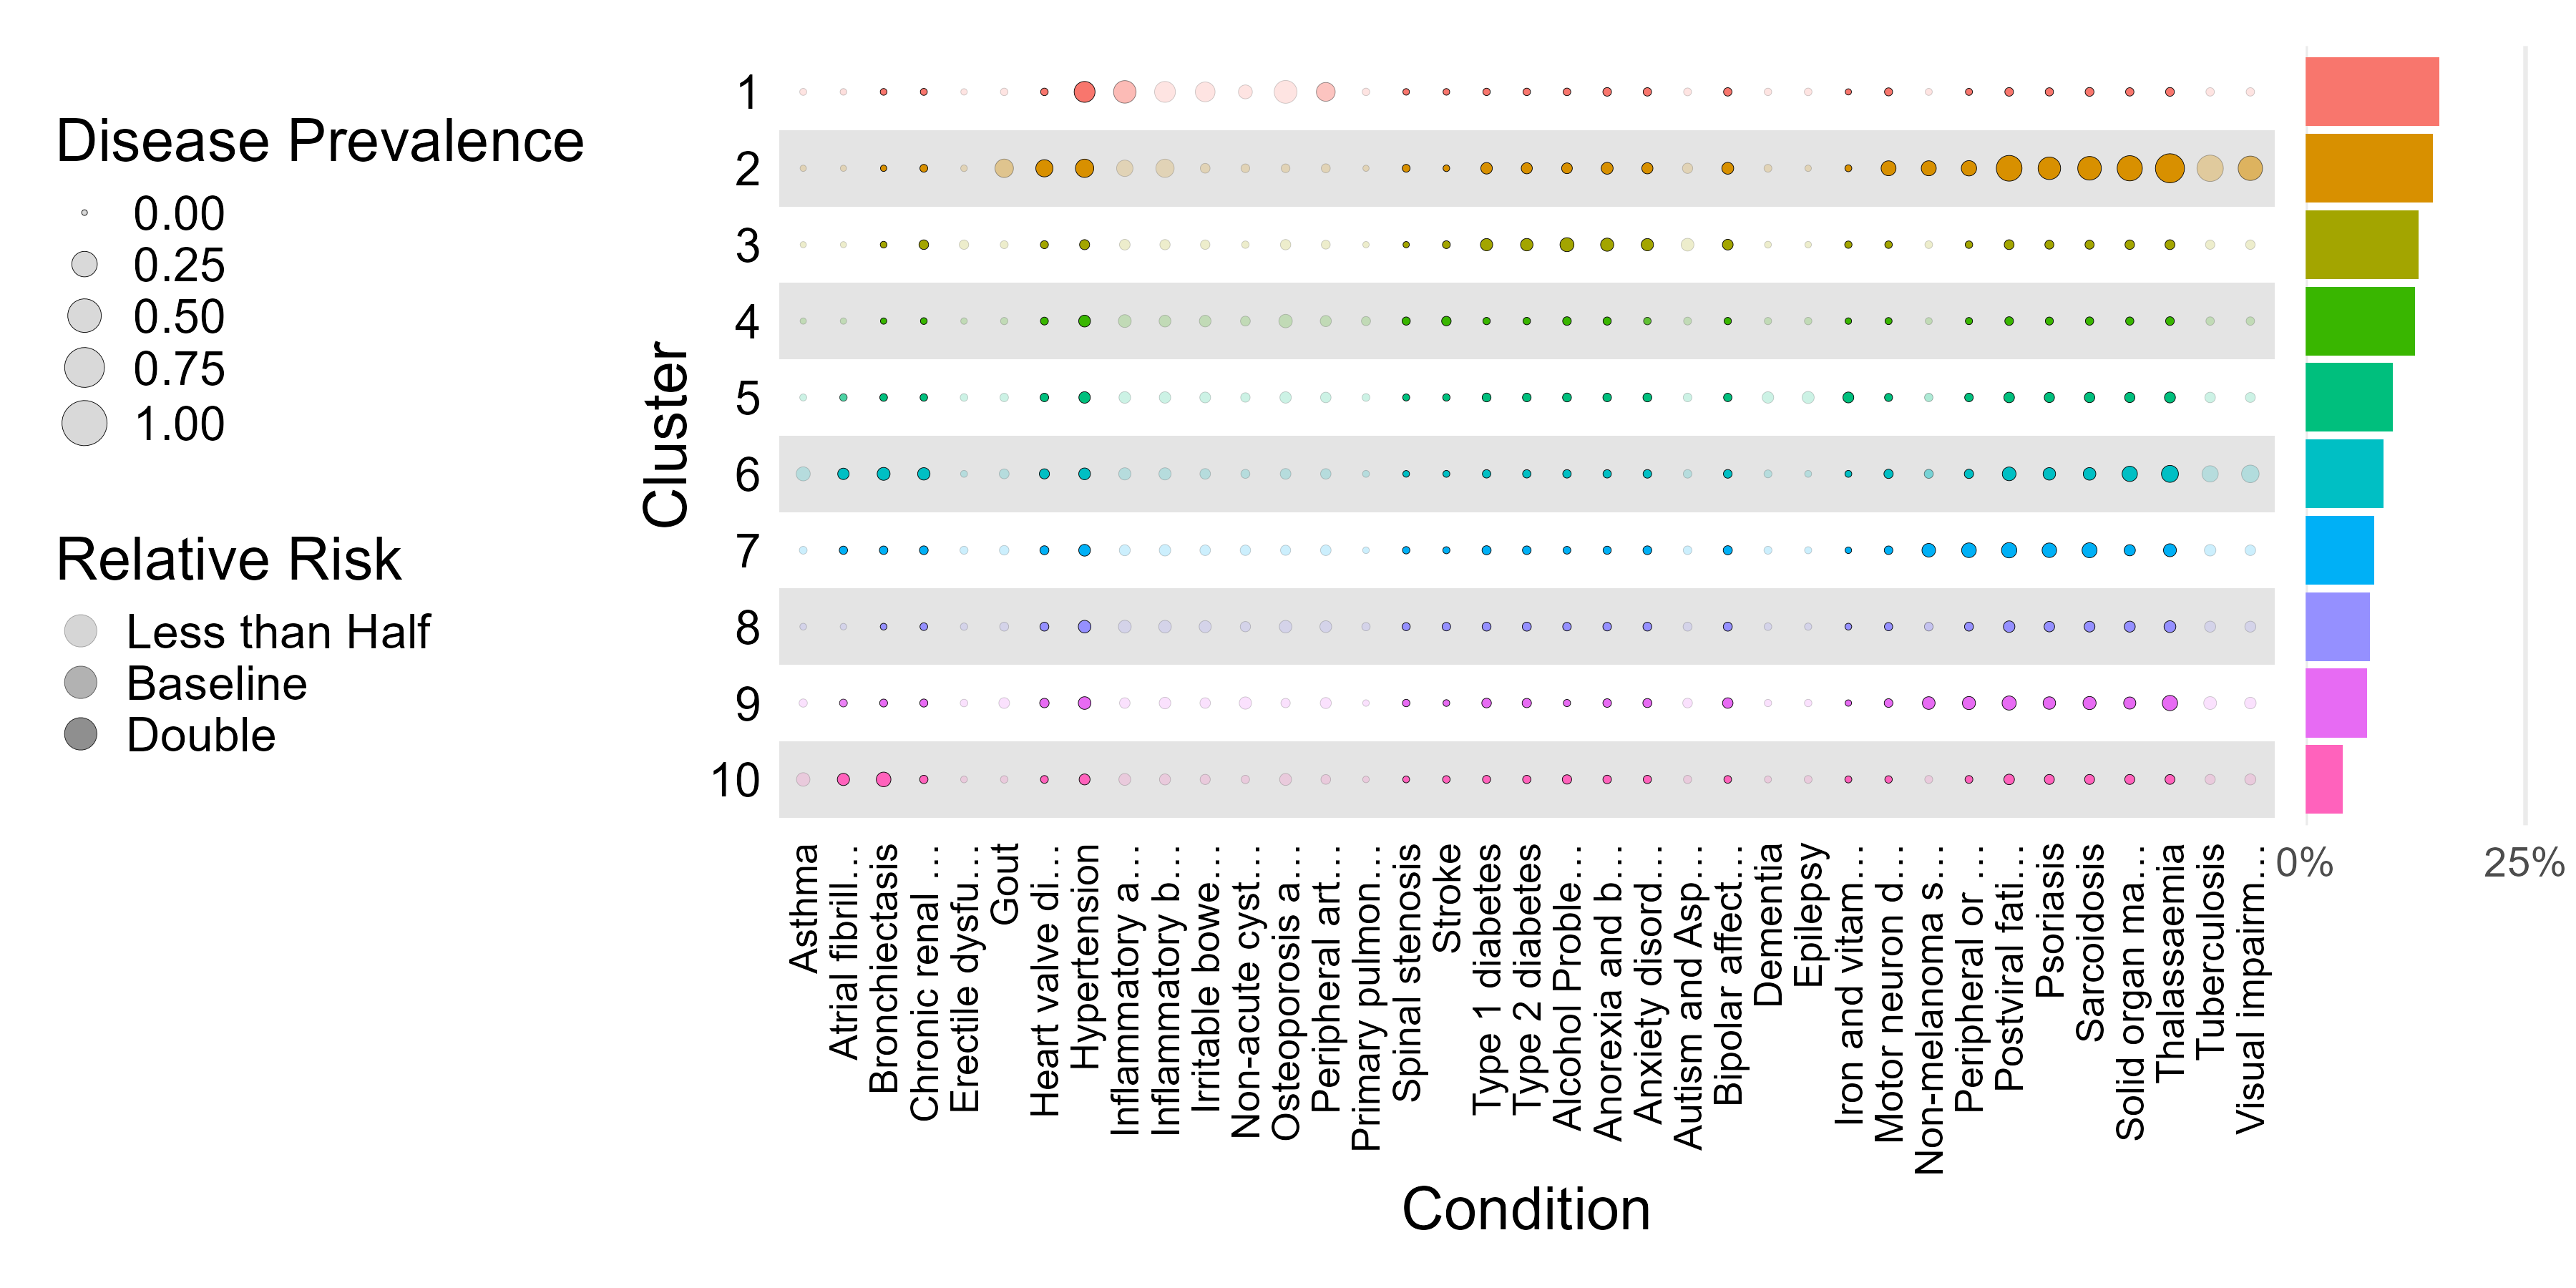 Disease Prevalence
0.00
0.25
0.50
0.75
1.00
Relative Risk
Less than Half
Baseline
Double
Cluster
1
2
3
4
5
6
7
8
9
10
Asthma
Atrial fibrill...
Bronchiectasis
Chronic renal ...
Erectile dysfu...
Gout
Heart valve di...
Hypertension
Inflammatory a...
Inflammatory b...
Irritable bowe...
Non-acute cyst...
Osteoporosis a...
Peripheral art...
Primary pulmon...
Spinal stenosis
Stroke
Type 1 diabetes
Type 2 diabetes
Alcohol Proble...
Anorexia and b...
Anxiety disord...
Autism and Asp...
Bipolar affect...
Dementia
Epilepsy
Iron and vitam...
Motor neuron d...
Non-melanoma s...
Peripheral or ...
Postviral fati...
Psoriasis
Sarcoidosis
Solid organ ma...
Thalassaemia
Tuberculosis
Visual impairm...
0%
25%
Condition